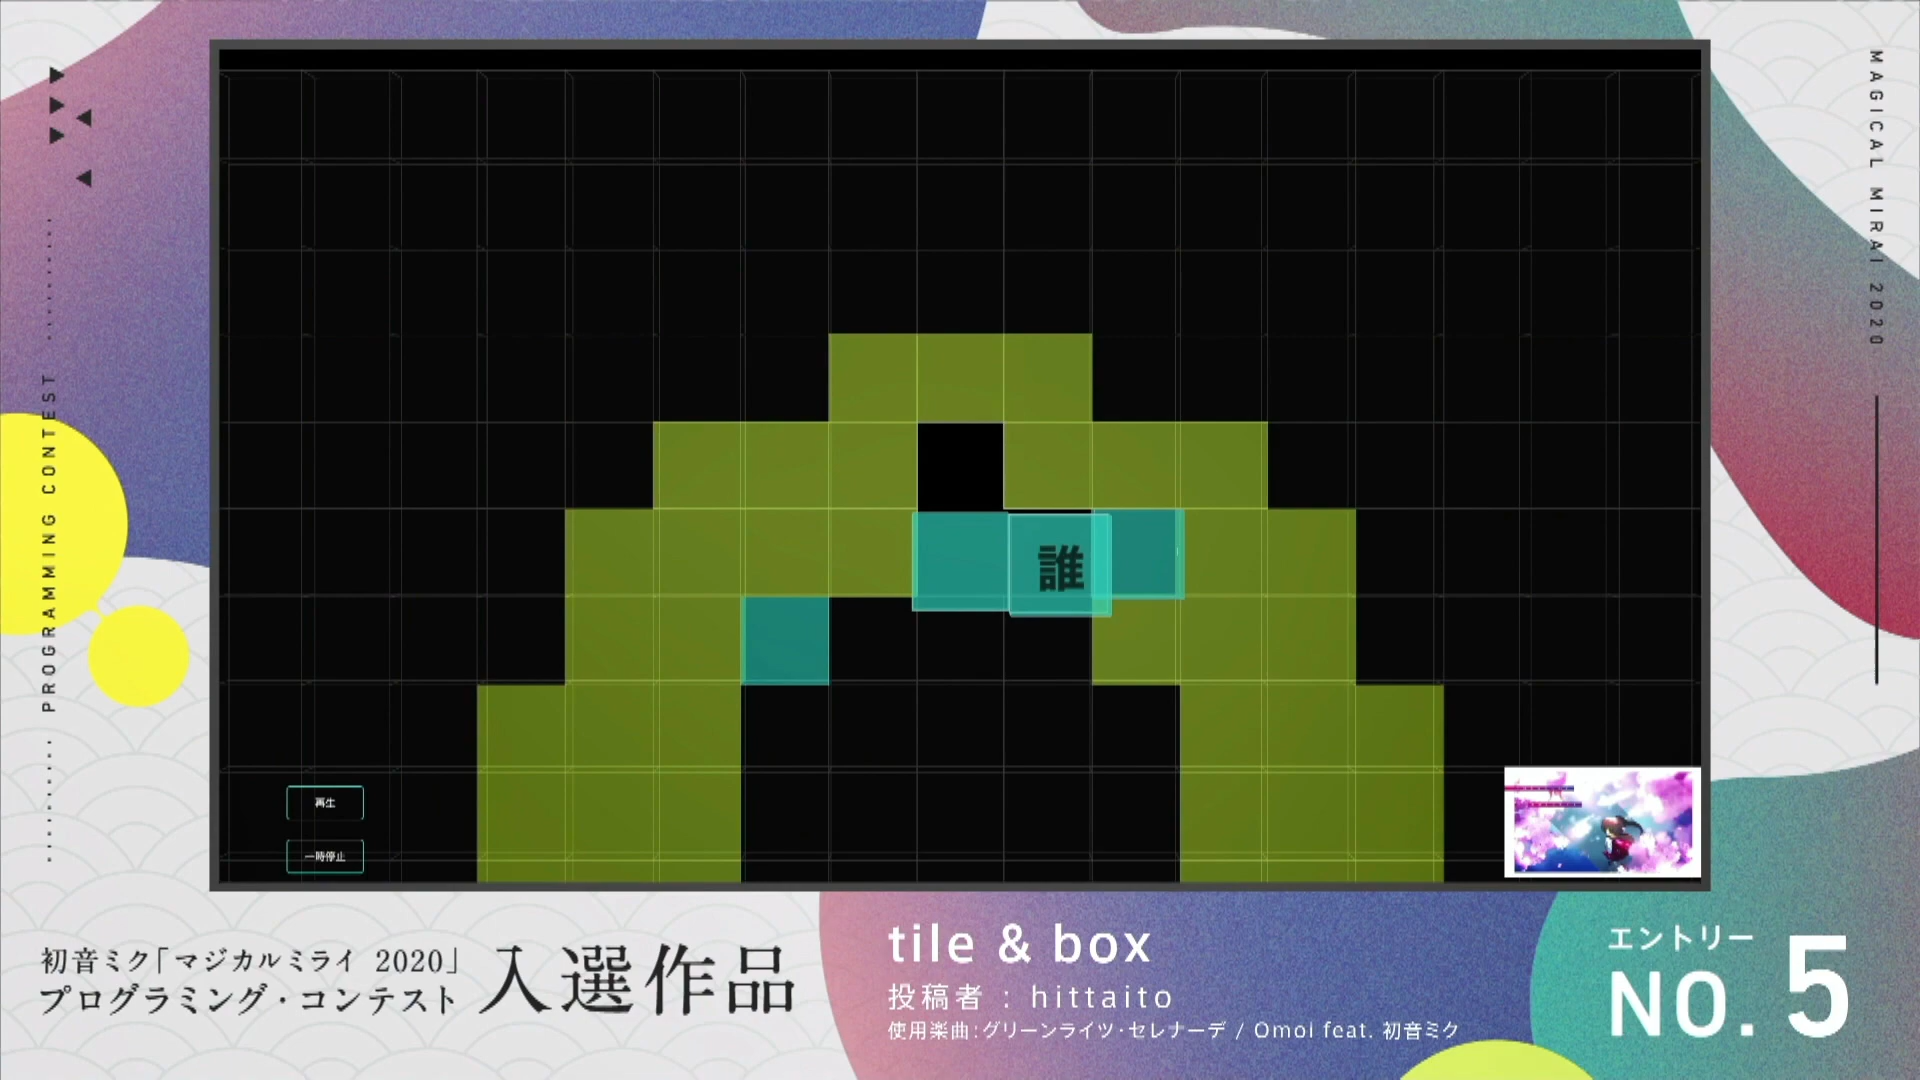 MAGICAL MIRAI 2020
PROGRAMMING CONTEST
誰
再生
一時停止
初音ミク「マジカルミライ 2020」
プログラミング・コンテスト
入選作品
tile & box
投稿者 : hittaito
使用楽曲:グリーンライツ・セレナーデ / Omoi feat. 初音ミク
エントリー
NO. 5